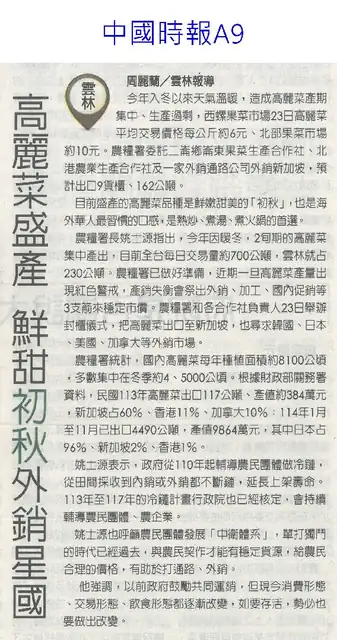 中國時報A9
高麗菜盛產 鮮甜初秋外銷星國
雲林
周麗蘭／雲林報導
今年入冬以來天氣溫暖，造成高麗菜產期
集中、生產過剩，西螺果菜市場23日高麗菜
平均交易價格每公斤約6元、北部果菜市場
約10元。農糧署委託二崙鄉崙東果菜生產合作社、北
港農業生產合作社及一家外銷通路公司外銷新加坡，預
計出口9貨櫃、162公噸。
目前盛產的高麗菜品種是鮮嫩甜美的「初秋」，也是海
外華人最習慣的口感，是熱炒、煮湯、煮火鍋的首選。
農糧署長姚士源指出，今年因暖冬，2旬期的高麗菜
集中產出，目前全台每日交易量約700公噸，雲林就占
230公噸。農糧署已做好準備，近期一旦高麗菜產量出
現紅色警戒，產銷失衡會祭出外銷、加工、國內促銷等
3支箭來穩定市價。農糧署和各合作社負責人23日舉辦
封櫃儀式，把高麗菜出口至新加坡，也尋求韓國、日本
、美國、加拿大等外銷市場。
農糧署統計，國內高麗菜每年種植面積約8100公頃
，多數集中在冬季約4、5000公頃。根據財政部關務署
資料，民國113年高麗菜出口117公噸、產值約384萬元
，新加坡占60%、香港11%、加拿大10%；114年1月
至11月已出口4490公噸，產值9864萬元，其中日本占
96%、新加坡2%、香港1%。
姚士源表示，政府從110年起輔導農民團體做冷鏈，
從田間採收到內銷或外銷都不斷鏈，延長上架壽命。
113年至117年的冷鏈計畫行政院也已經核定，會持續
輔導農民團體、農企業。
姚士源也呼籲農民團體發展「中衛體系」，單打獨鬥
的時代已經過去，與農民契作才能有穩定貨源，給農民
合理的價格，有助於打通路、外銷。
他強調，以前政府鼓勵共同運銷，但現今消費形態
、交易形態、飲食形態都逐漸改變，如要存活，勢必也
要做出改變。